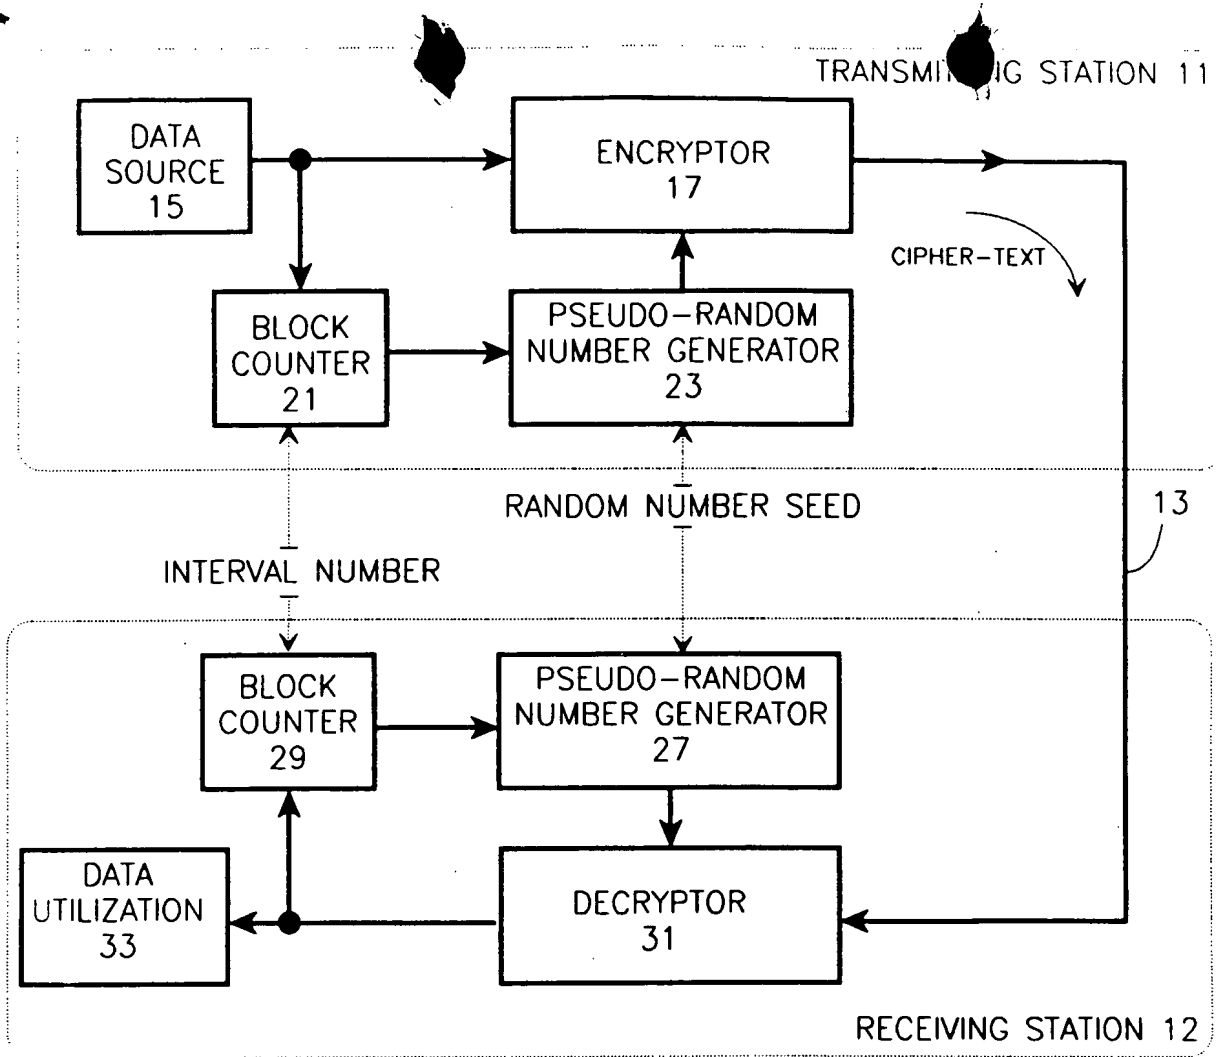 STATION 11
DATA
SOURCE
15
ENCRYPTOR
17
CIPHER-TEXT
BLOCK
COUNTER
21
PSEUDO-RANDOM
NUMBER GENERATOR
23
RANDOM NUMBER SEED
13
INTERVAL NUMBER
BLOCK
COUNTER
29
PSEUDO-RANDOM
NUMBER GENERATOR
27
DATA
UTILIZATION
33
DECRYPTOR
31
RECEIVING STATION 12